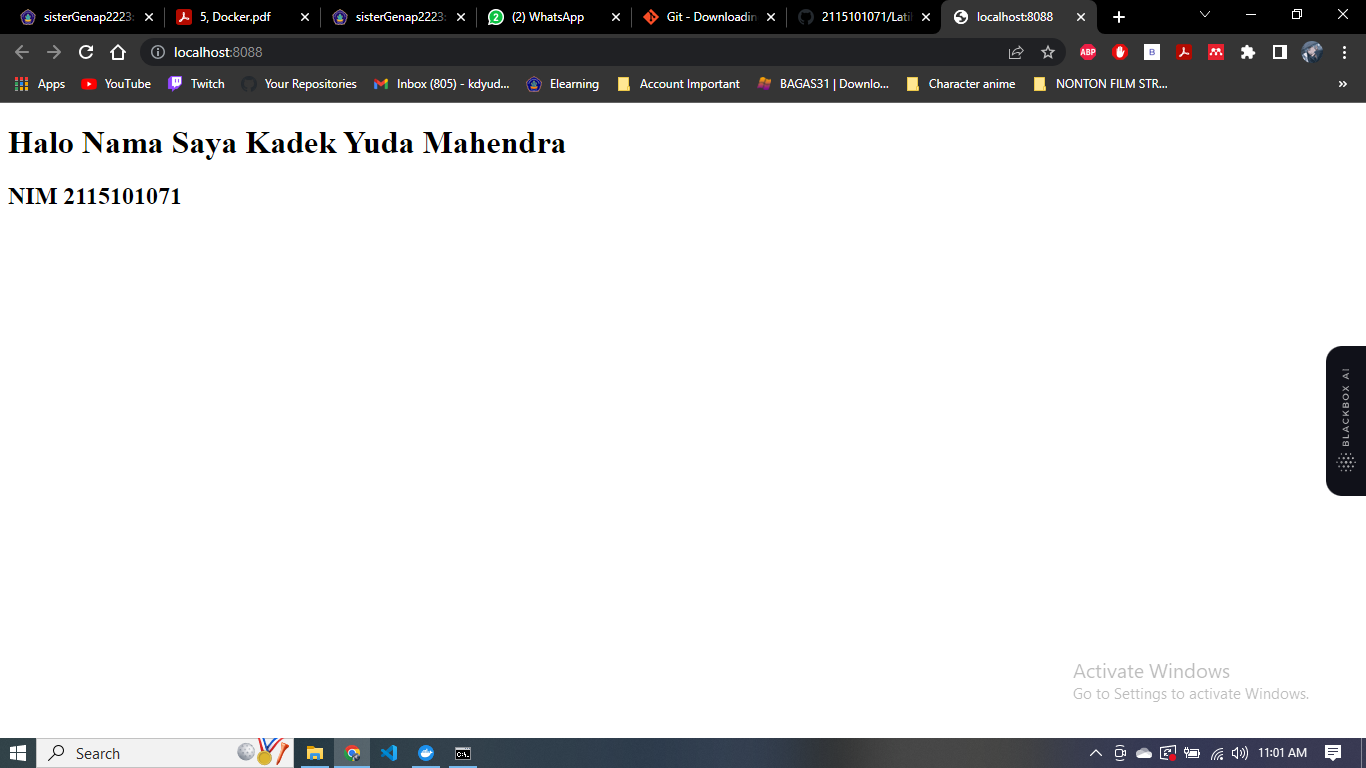 sisterGenap2223:
5, Docker.pdf
sisterGenap2223:
(2) WhatsApp
Git - Downloadin
2115101071/Lati
localhost:8088
localhost:8088
Apps
YouTube
Twitch
Your Repositories
Inbox (805) - kdyud...
Elearning
Account Important
BAGAS31 | Downlo...
Character anime
NONTON FILM STR...
»
Halo Nama Saya Kadek Yuda Mahendra
NIM 2115101071
BLACKBOX AI
Activate Windows
Go to Settings to activate Windows.
Search
11:01 AM